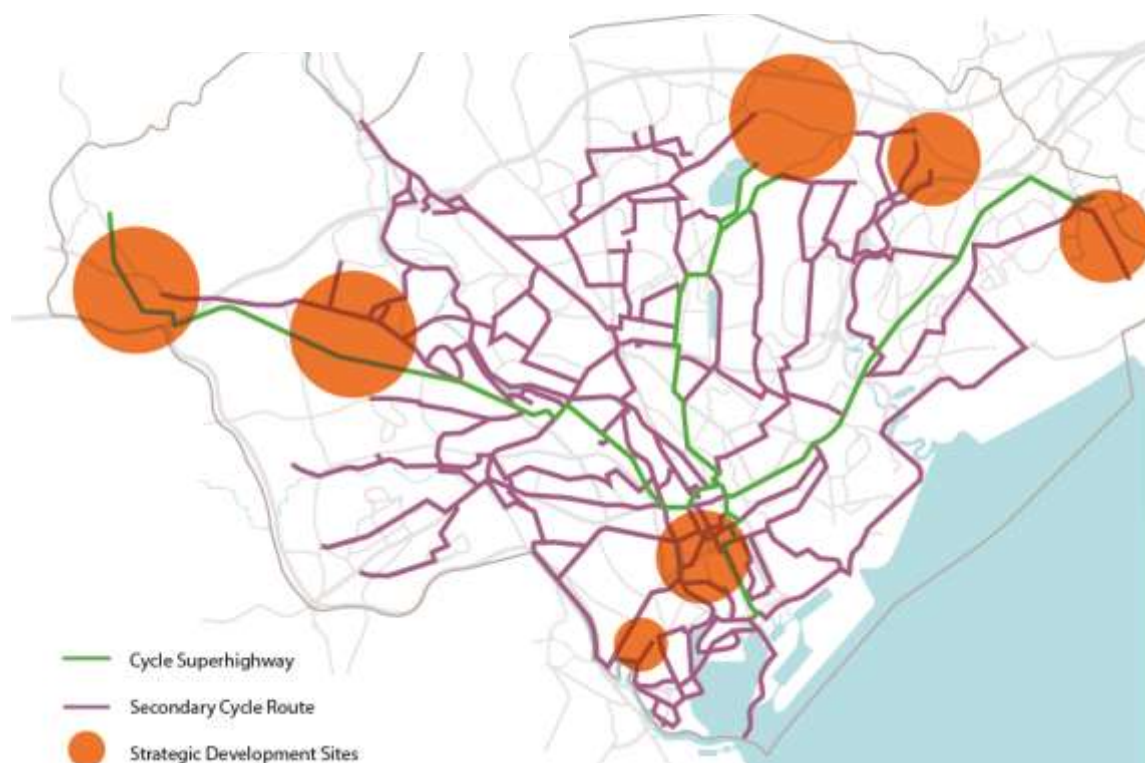 Cycle Superhighway
Secondary Cycle Route
Strategic Development Sites